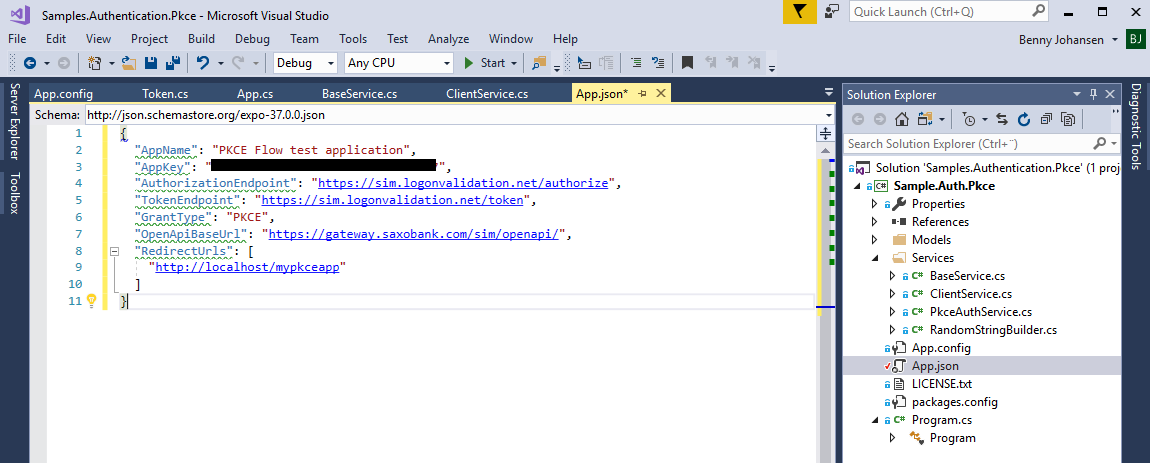 Samples.Authentication.Pkce - Microsoft Visual Studio
Quick Launch (Ctrl+Q)
File Edit View Project Build Debug Team Tools Test Analyze Window Help
Benny Johansen BJ
Debug Any CPU Start
Server Explorer
Toolbox
App.config Token.cs App.cs BaseService.cs ClientService.cs App.json*
Schema: http://json.schemastore.org/expo-37.0.0.json
1 {
2 "AppName": "PKCE Flow test application",
3 "AppKey": "
4 "AuthorizationEndpoint": "https://sim.logonvalidation.net/authorize",
5 "TokenEndpoint": "https://sim.logonvalidation.net/token",
6 "GrantType": "PKCE",
7 "OpenApiBaseUrl": "https://gateway.saxobank.com/sim/openapi/",
8 "RedirectUrls": [
9 "http://localhost/mypkceapp"
10 ]
11 }
Solution Explorer
Search Solution Explorer (Ctrl+¨)
Solution 'Samples.Authentication.Pkce' (1 proj
C# Sample.Auth.Pkce
Properties
References
Models
Services
C# BaseService.cs
C# ClientService.cs
C# PkceAuthService.cs
C# RandomStringBuilder.cs
App.config
App.json
LICENSE.txt
packages.config
C# Program.cs
Program
Diagnostic Tools